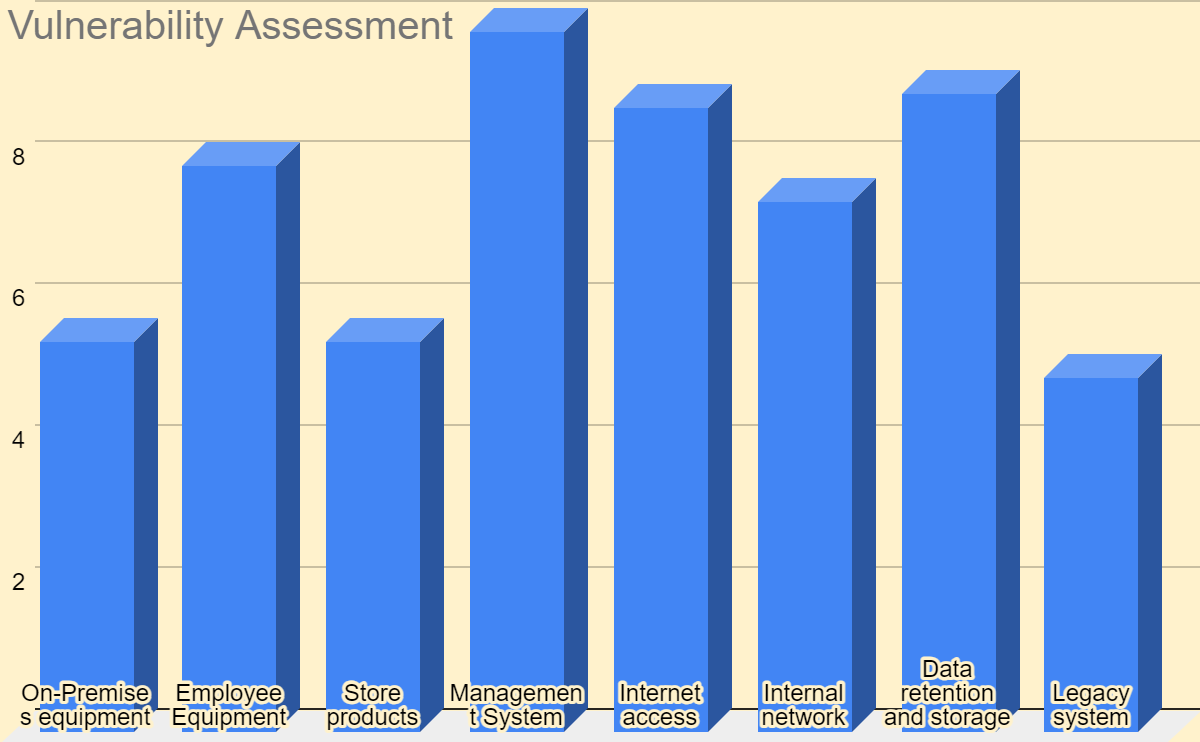 Vulnerability Assessment
8
6
4
2
On-Premise
s equipment
Employee
Equipment
Store
products
Managemen
t System
Internet
access
Internal
network
Data
retention
and storage
Legacy
system